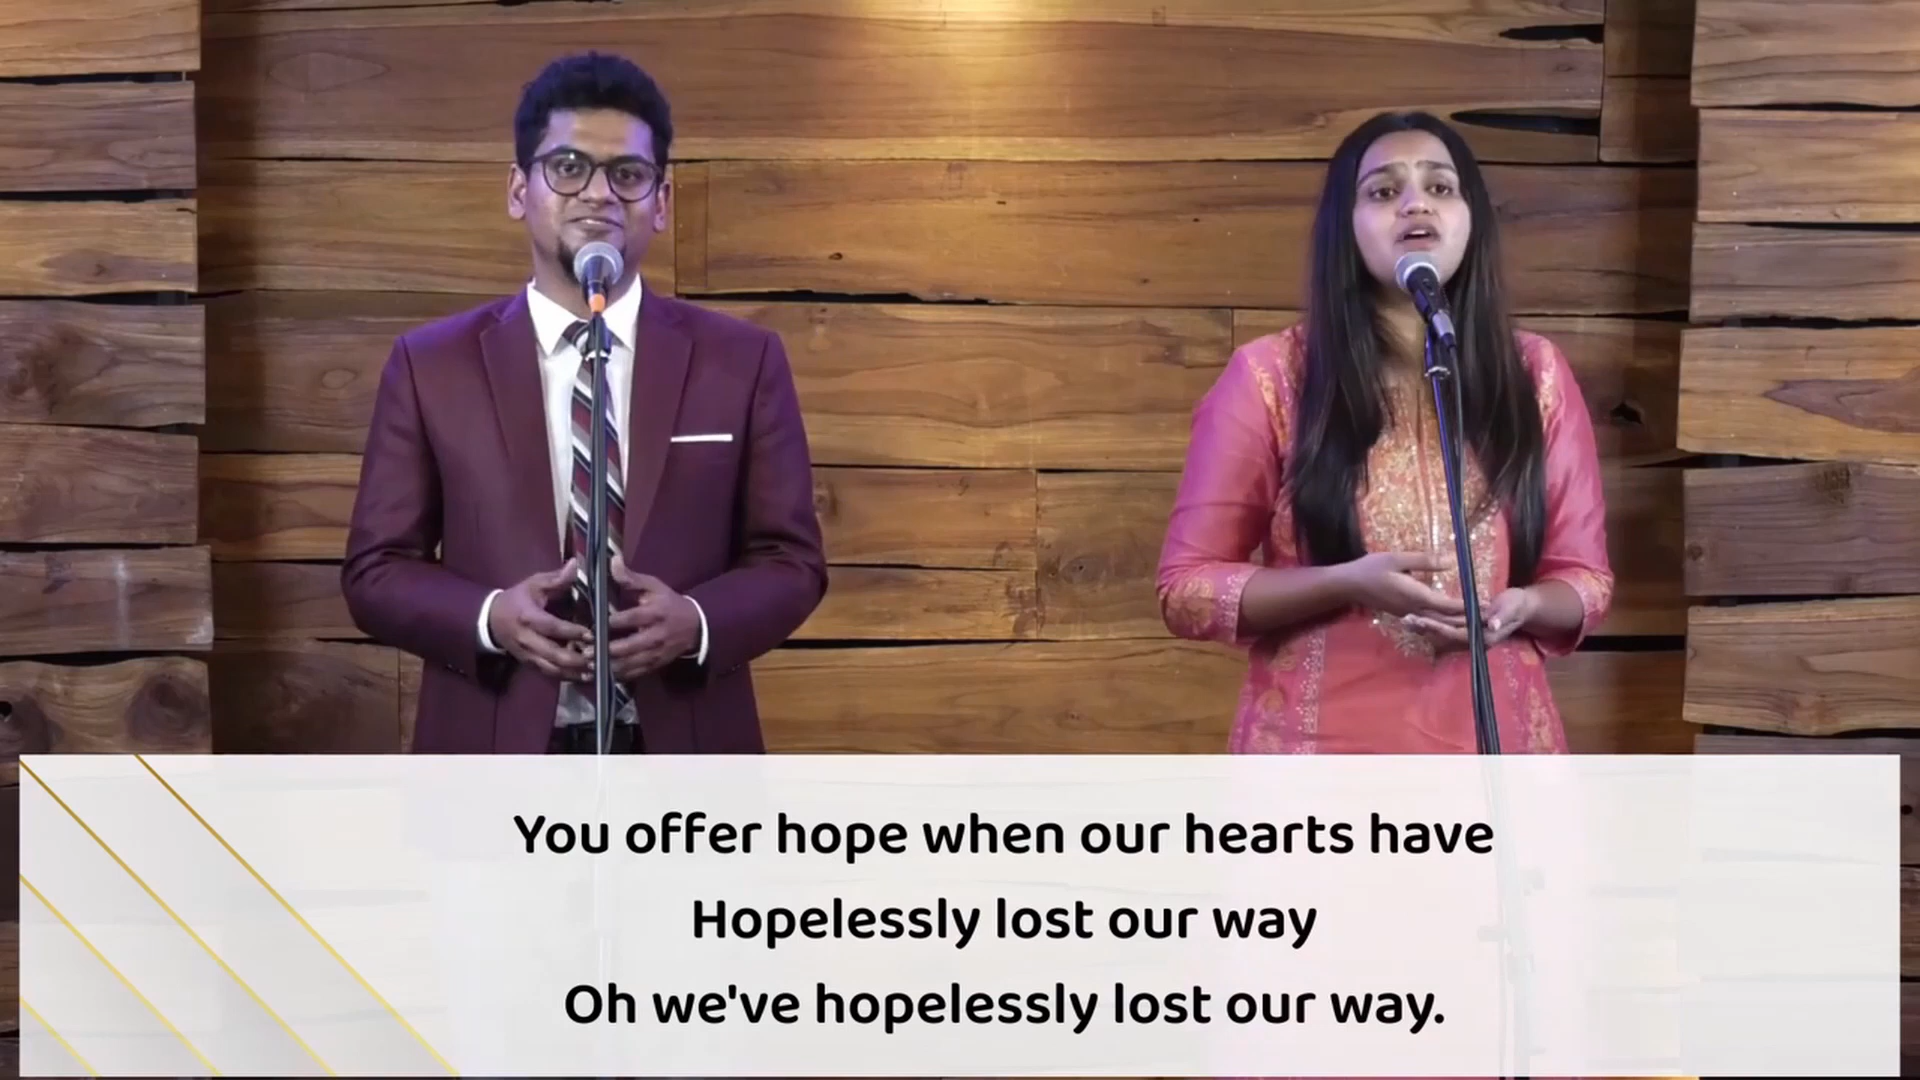 You offer hope when our hearts have
Hopelessly lost our way
Oh we've hopelessly lost our way.